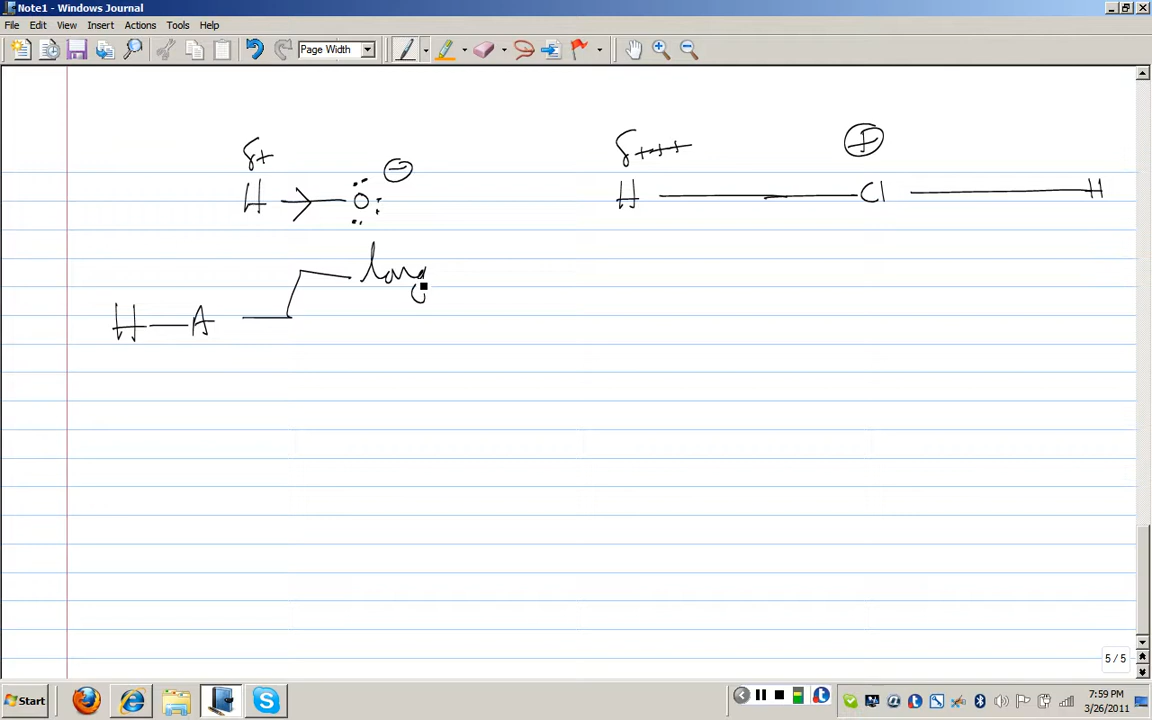 Note1 - Windows Journal
File Edit View Insert Actions Tools Help
Page Width
δ+ δ++++ +
H O − H Cl H
larg
H A
5 / 5
Start
7:59 PM
3/26/2011